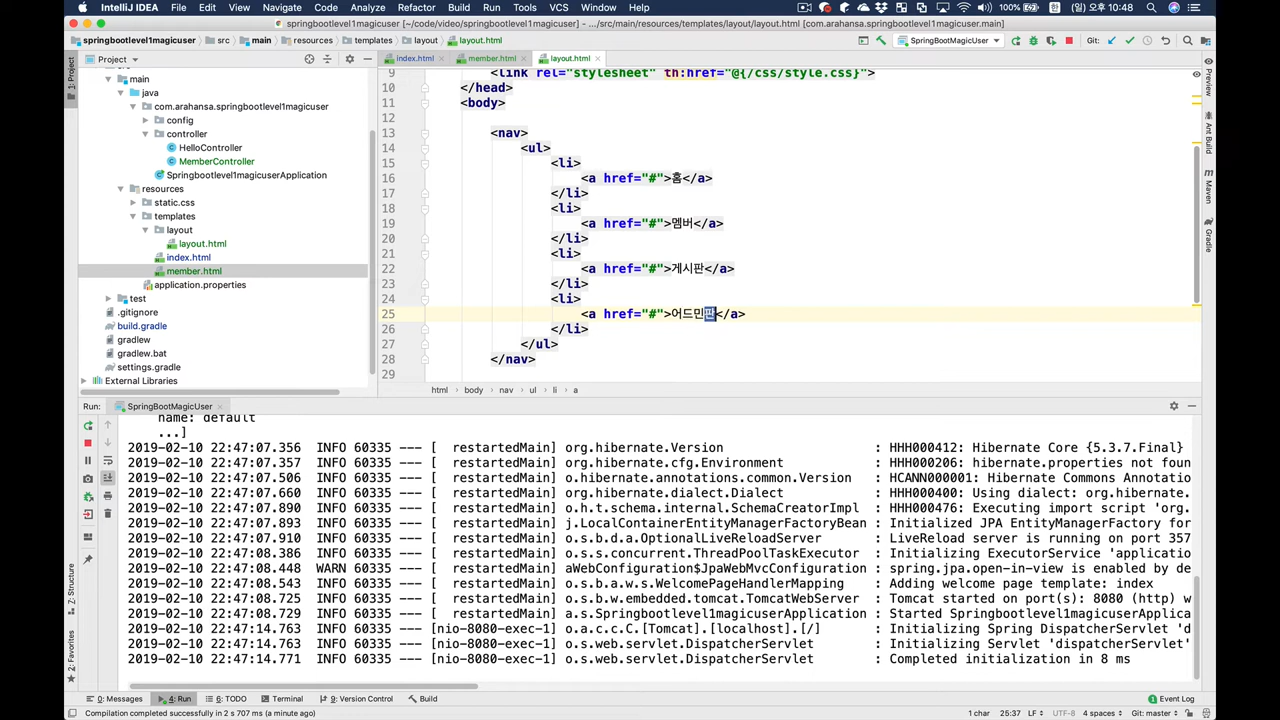 IntelliJ IDEA File Edit View Navigate Code Analyze Refactor Build Run Tools VCS Window Help 100% 한 일 오후 10:48
springbootlevel1magicuser [~/code/video/springbootlevel1magicuser] - .../src/main/resources/templates/layout/layout.html [com.arahansa.springbootlevel1magicuser.main]
springbootlevel1magicuser src main resources templates layout layout.html SpringBootMagicUser Git:
Project index.html member.html layout.html
main
java
com.arahansa.springbootlevel1magicuser
config
controller
HelloController
MemberController
Springbootlevel1magicuserApplication
resources
static.css
templates
layout
layout.html
index.html
member.html
application.properties
test
.gitignore
build.gradle
gradlew
gradlew.bat
settings.gradle
External Libraries
1: Project
7: Structure
2: Favorites
9 <link rel="stylesheet" th:href="@{/css/style.css}">
10 </head>
11 <body>
12
13 <nav>
14 <ul>
15 <li>
16 <a href="#">홈</a>
17 </li>
18 <li>
19 <a href="#">멤버</a>
20 </li>
21 <li>
22 <a href="#">게시판</a>
23 </li>
24 <li>
25 <a href="#">어드민판</a>
26 </li>
27 </ul>
28 </nav>
29
html body nav ul li a
Preview
Ant Build
Maven
Gradle
Run: SpringBootMagicUser
name: default
...]
2019-02-10 22:47:07.356 INFO 60335 --- [ restartedMain] org.hibernate.Version : HHH000412: Hibernate Core {5.3.7.Final}
2019-02-10 22:47:07.357 INFO 60335 --- [ restartedMain] org.hibernate.cfg.Environment : HHH000206: hibernate.properties not foun
2019-02-10 22:47:07.506 INFO 60335 --- [ restartedMain] o.hibernate.annotations.common.Version : HCANN000001: Hibernate Commons Annotatio
2019-02-10 22:47:07.660 INFO 60335 --- [ restartedMain] org.hibernate.dialect.Dialect : HHH000400: Using dialect: org.hibernate.
2019-02-10 22:47:07.890 INFO 60335 --- [ restartedMain] o.h.t.schema.internal.SchemaCreatorImpl : HHH000476: Executing import script 'org.
2019-02-10 22:47:07.893 INFO 60335 --- [ restartedMain] j.LocalContainerEntityManagerFactoryBean : Initialized JPA EntityManagerFactory for
2019-02-10 22:47:07.910 INFO 60335 --- [ restartedMain] o.s.b.d.a.OptionalLiveReloadServer : LiveReload server is running on port 357
2019-02-10 22:47:08.386 INFO 60335 --- [ restartedMain] o.s.s.concurrent.ThreadPoolTaskExecutor : Initializing ExecutorService 'applicatio
2019-02-10 22:47:08.448 WARN 60335 --- [ restartedMain] aWebConfiguration$JpaWebMvcConfiguration : spring.jpa.open-in-view is enabled by de
2019-02-10 22:47:08.543 INFO 60335 --- [ restartedMain] o.s.b.a.w.s.WelcomePageHandlerMapping : Adding welcome page template: index
2019-02-10 22:47:08.726 INFO 60335 --- [ restartedMain] o.s.b.w.embedded.tomcat.TomcatWebServer : Tomcat started on port(s): 8080 (http) w
2019-02-10 22:47:08.729 INFO 60335 --- [ restartedMain] a.s.Springbootlevel1magicuserApplication : Started Springbootlevel1magicuserApplica
2019-02-10 22:47:14.763 INFO 60335 --- [nio-8080-exec-1] o.a.c.c.C.[Tomcat].[localhost].[/] : Initializing Spring DispatcherServlet 'd
2019-02-10 22:47:14.763 INFO 60335 --- [nio-8080-exec-1] o.s.web.servlet.DispatcherServlet : Initializing Servlet 'dispatcherServlet'
2019-02-10 22:47:14.771 INFO 60335 --- [nio-8080-exec-1] o.s.web.servlet.DispatcherServlet : Completed initialization in 8 ms
0: Messages 4: Run 6: TODO Terminal 9: Version Control Build Event Log
Compilation completed successfully in 2 s 707 ms (a minute ago) 1 char 25:37 LF UTF-8 4 spaces Git: master